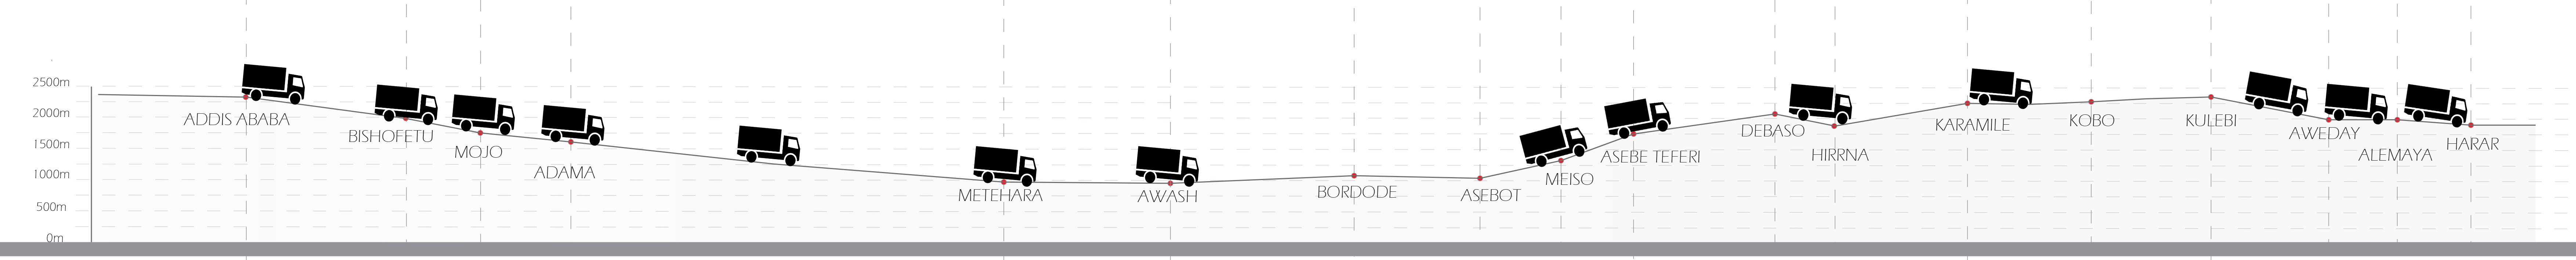 2500m
2000m
1500m
1000m
500m
0m
ADDIS ABABA
BISHOFETU
MOJO
ADAMA
METEHARA
AWASH
BORDODE
ASEBOT
MEISO
ASEBE TEFERI
DEBASO
HIRRNA
KARAMILE
KOBO
KULEBI
AWEDAY
ALEMAYA
HARAR